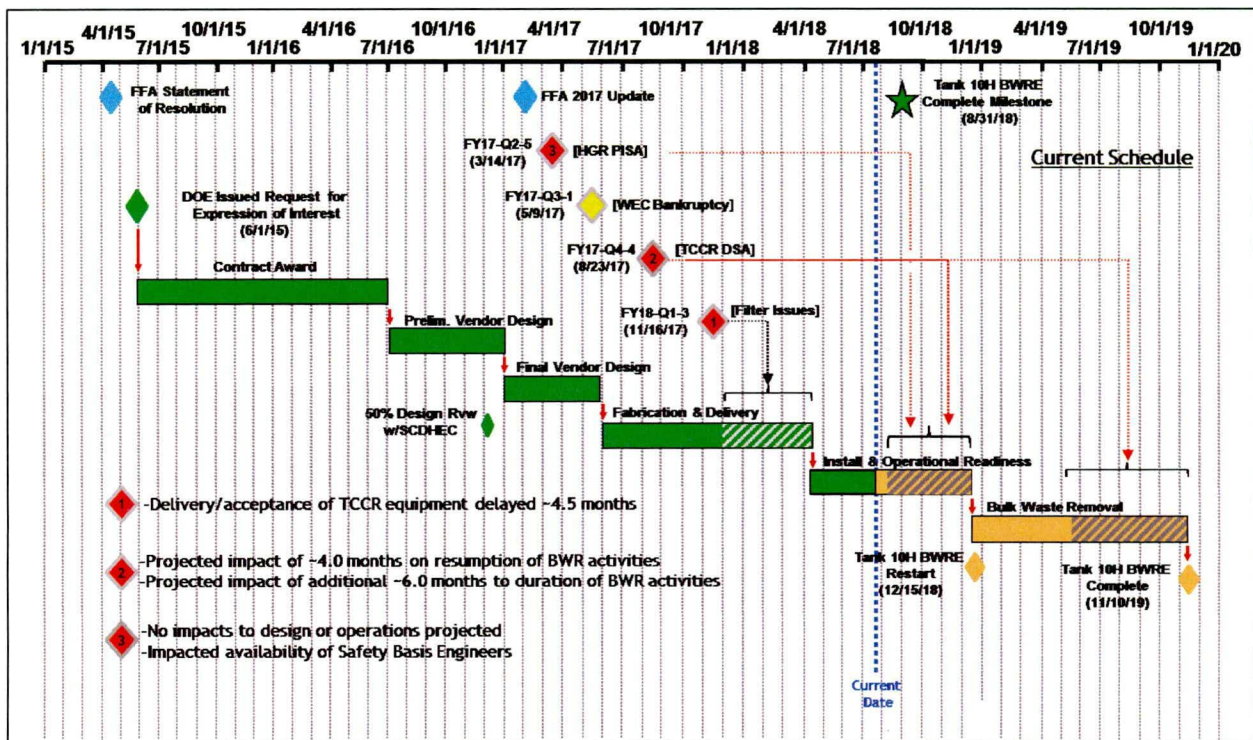 4/1/15 10/1/15 4/1/16 10/1/16 4/1/17 10/1/17 4/1/18 10/1/18 4/1/19 10/1/19
1/1/15 7/1/15 1/1/16 7/1/16 1/1/17 7/1/17 1/1/18 7/1/18 1/1/19 7/1/19 1/1/20
FFA Statement
of Resolution
FFA 2017 Update
Tank 10H BWRE
Complete Milestone
(8/31/18)
FY17-Q2-5
(3/14/17)
3
[HGR PISA]
Current Schedule
DOE Issued Request for
Expression of Interest
(6/1/15)
FY17-Q3-1
(5/9/17)
[WEC Bankruptcy]
FY17-Q4-4
(8/23/17)
2
[TCCR DSA]
Contract Award
FY18-Q1-3
(11/16/17)
1
[Filter Issues]
Prelim. Vendor Design
Final Vendor Design
50% Design Rvw
w/SCDHEC
Fabrication & Delivery
Install & Operational Readiness
1 -Delivery/acceptance of TCCR equipment delayed ~4.5 months
Bulk Waste Removal
2 -Projected impact of ~4.0 months on resumption of BWR activities
-Projected impact of additional ~6.0 months to duration of BWR activities
Tank 10H BWRE
Restart
(12/15/18)
Tank 10H BWRE
Complete
(11/10/19)
3 -No impacts to design or operations projected
-Impacted availability of Safety Basis Engineers
Current
Date